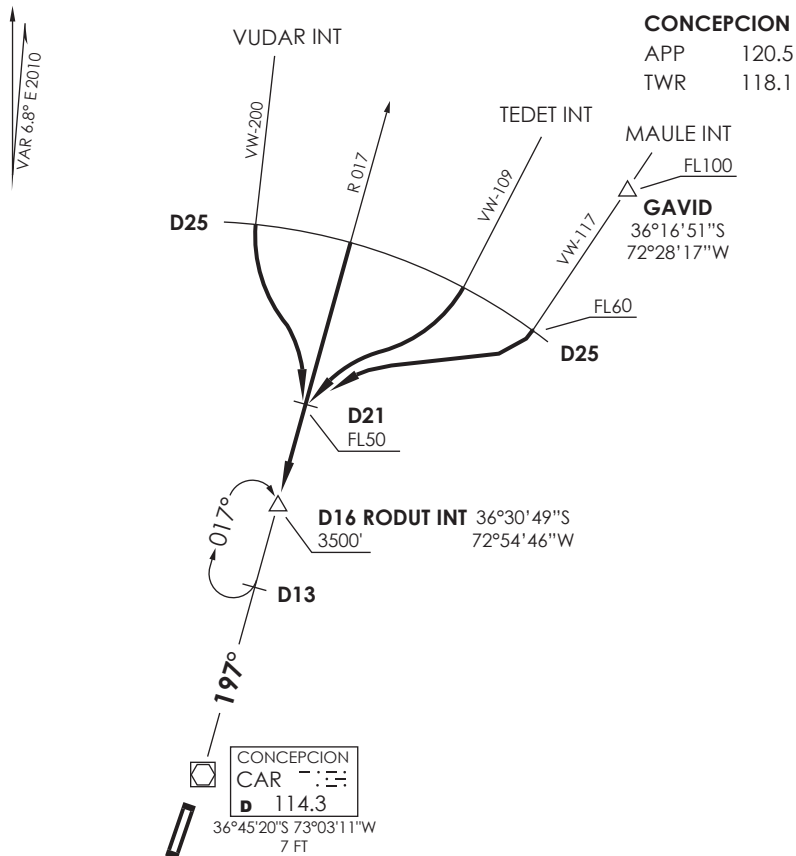 CONCEPCION
APP 120.5
TWR 118.1
VAR 6.8° E 2010
VUDAR INT
VW-200
R 017
TEDET INT
VW-109
MAULE INT
FL100
GAVID
36°16'51"S
72°28'17"W
VW-117
D25
FL60
D25
D21
FL50
D16 RODUT INT 36°30'49"S
3500' 72°54'46"W
017°
D13
197°
CONCEPCION
CAR
D 114.3
36°45'20"S 73°03'11"W
7 FT